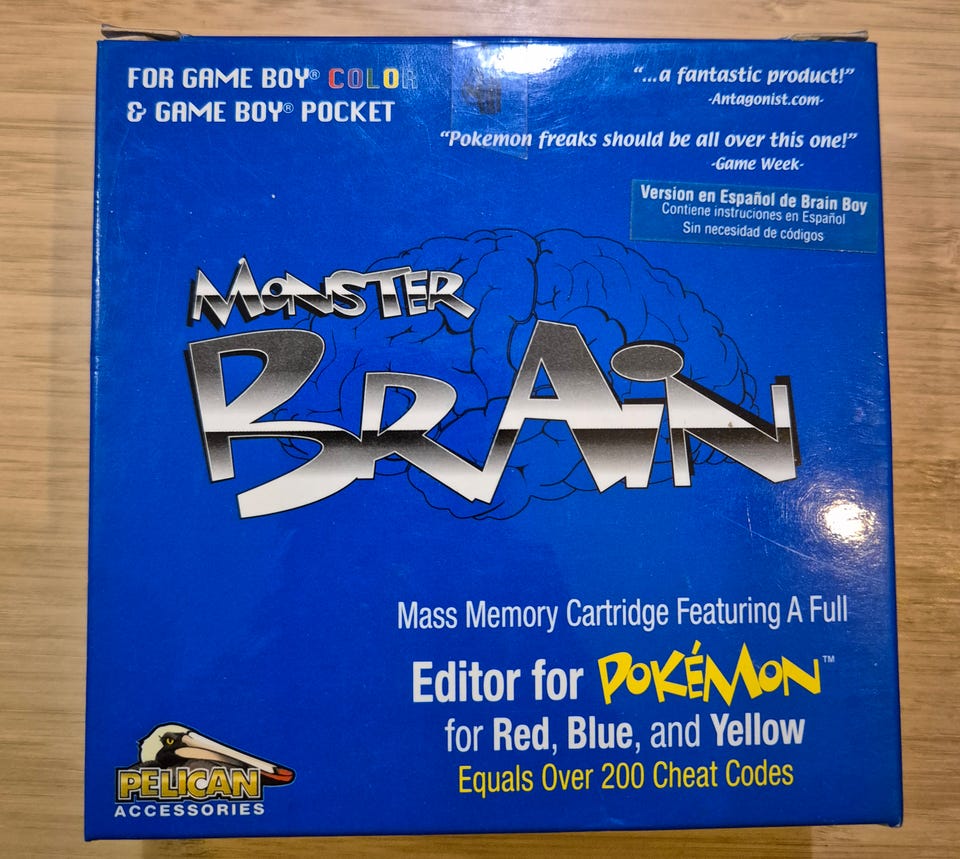 FOR GAME BOY® COLOR
& GAME BOY® POCKET
"...a fantastic product!"
-Antagonist.com-
"Pokemon freaks should be all over this one!"
-Game Week-
Version en Español de Brain Boy
Contiene instruciones en Español
Sin necesidad de códigos
MONSTER
BRAIN
Mass Memory Cartridge Featuring A Full
Editor for POKÉMON™
for Red, Blue, and Yellow
Equals Over 200 Cheat Codes
PELICAN
ACCESSORIES